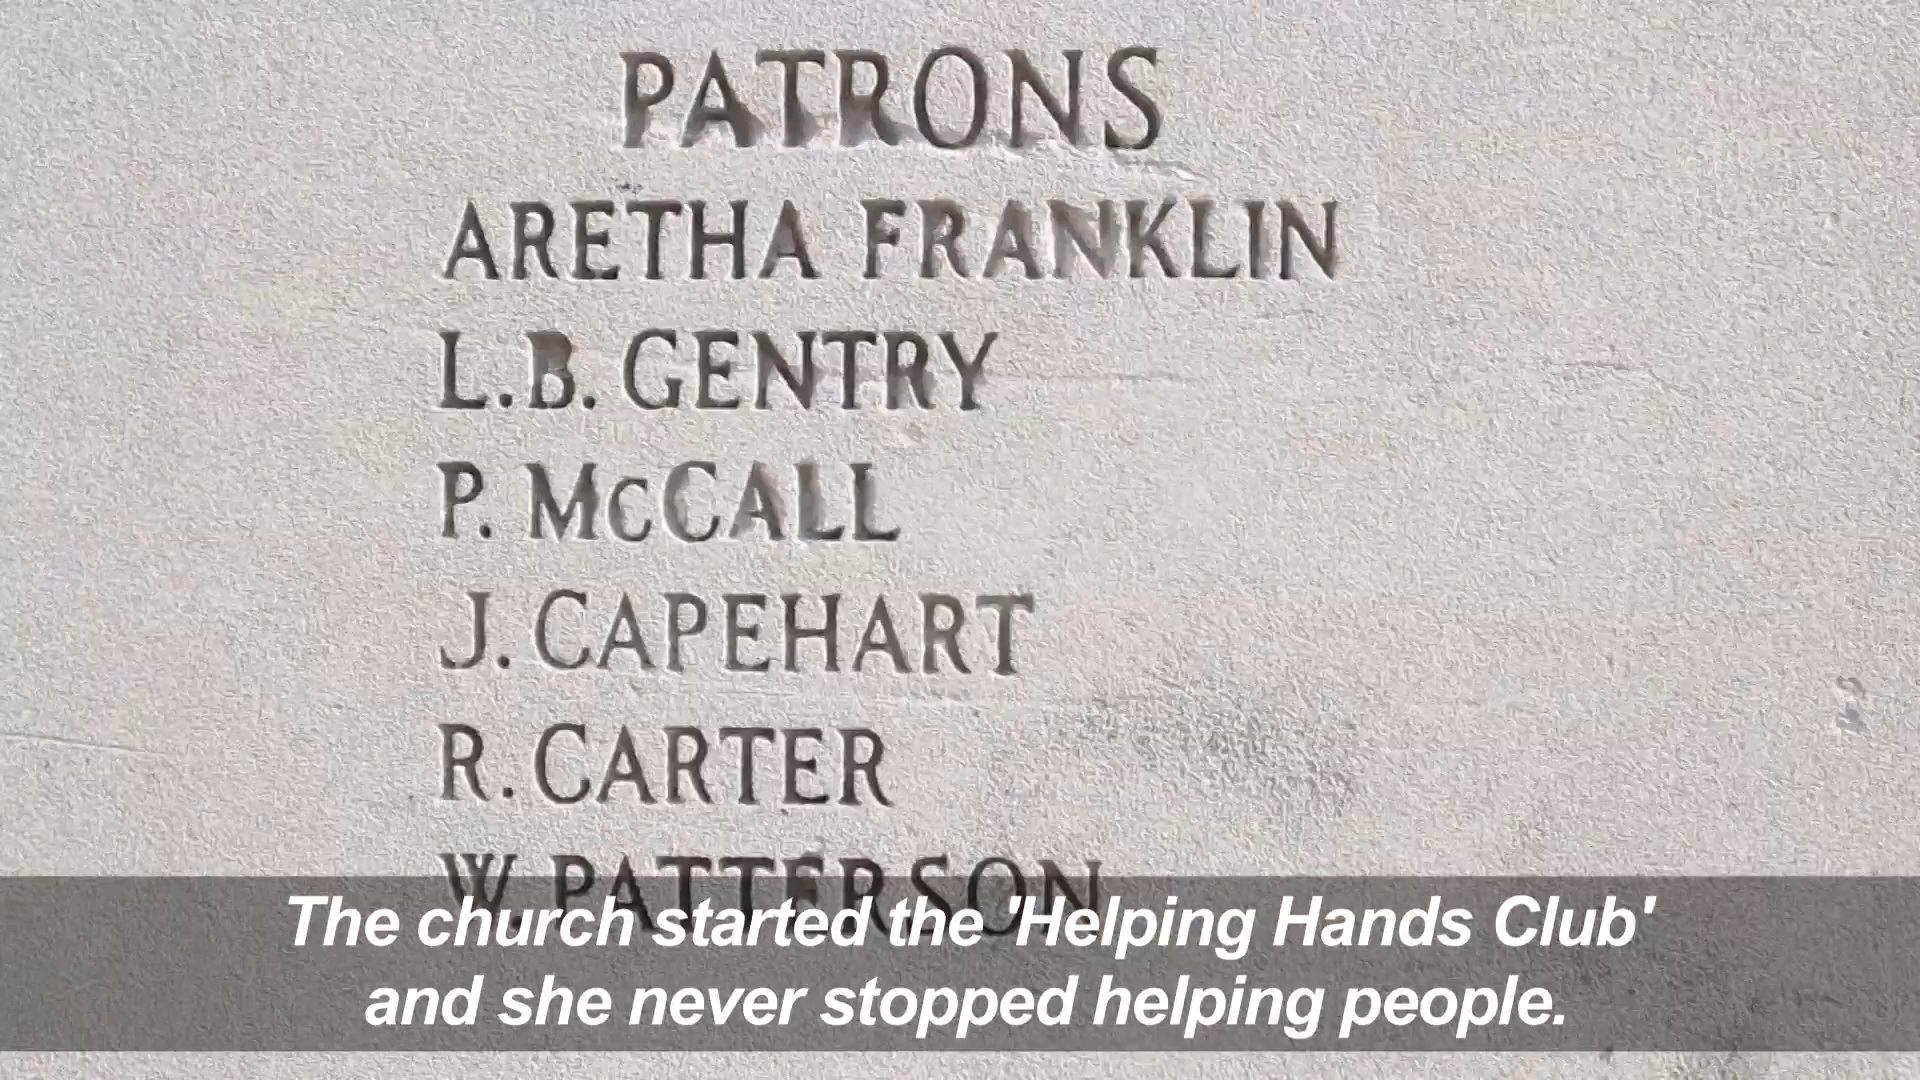 PATRONS
ARETHA FRANKLIN
L.B. GENTRY
P. McCALL
J. CAPEHART
R. CARTER
W. PATTERSON
The church started the 'Helping Hands Club'
and she never stopped helping people.